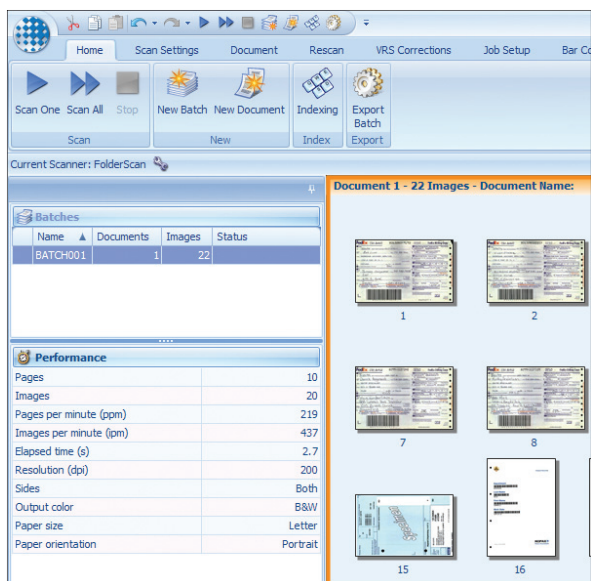 Home Scan Settings Document Rescan VRS Corrections Job Setup Bar Co
Scan One Scan All Stop New Batch New Document Indexing Export Batch
Scan New Index Export
Current Scanner: FolderScan
Document 1 - 22 Images - Document Name:
Batches
Name Documents Images Status
BATCH001 1 22
Performance
Pages 10
Images 20
Pages per minute (ppm) 219
Images per minute (ipm) 437
Elapsed time (s) 2.7
Resolution (dpi) 200
Sides Both
Output color B&W
Paper size Letter
Paper orientation Portrait
1 2
7 8
15 16